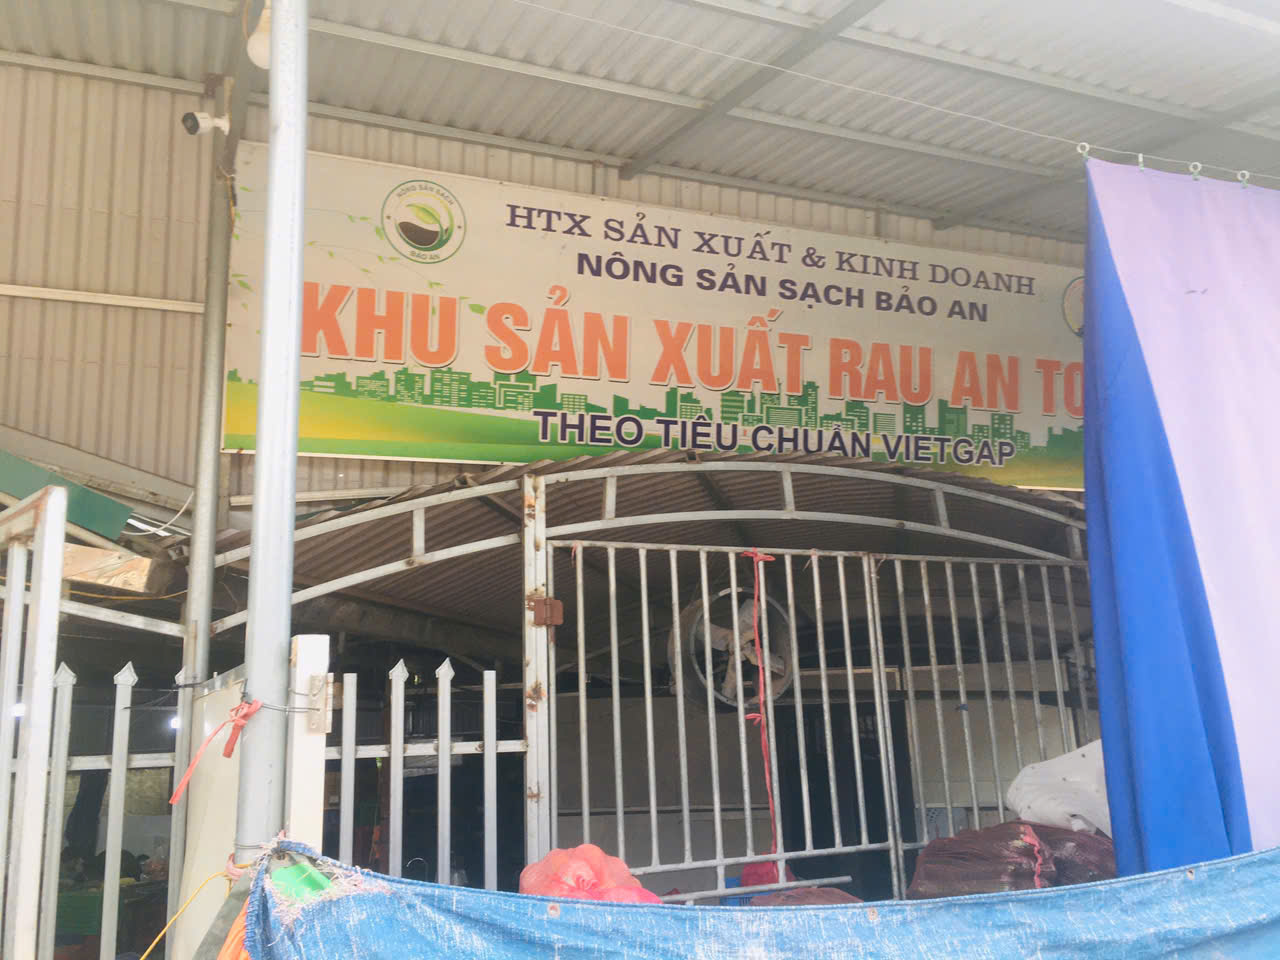 NÔNG SẢN SẠCH
BẢO AN
HTX SẢN XUẤT & KINH DOANH
NÔNG SẢN SẠCH BẢO AN
KHU SẢN XUẤT RAU AN TO
THEO TIÊU CHUẨN VIETGAP